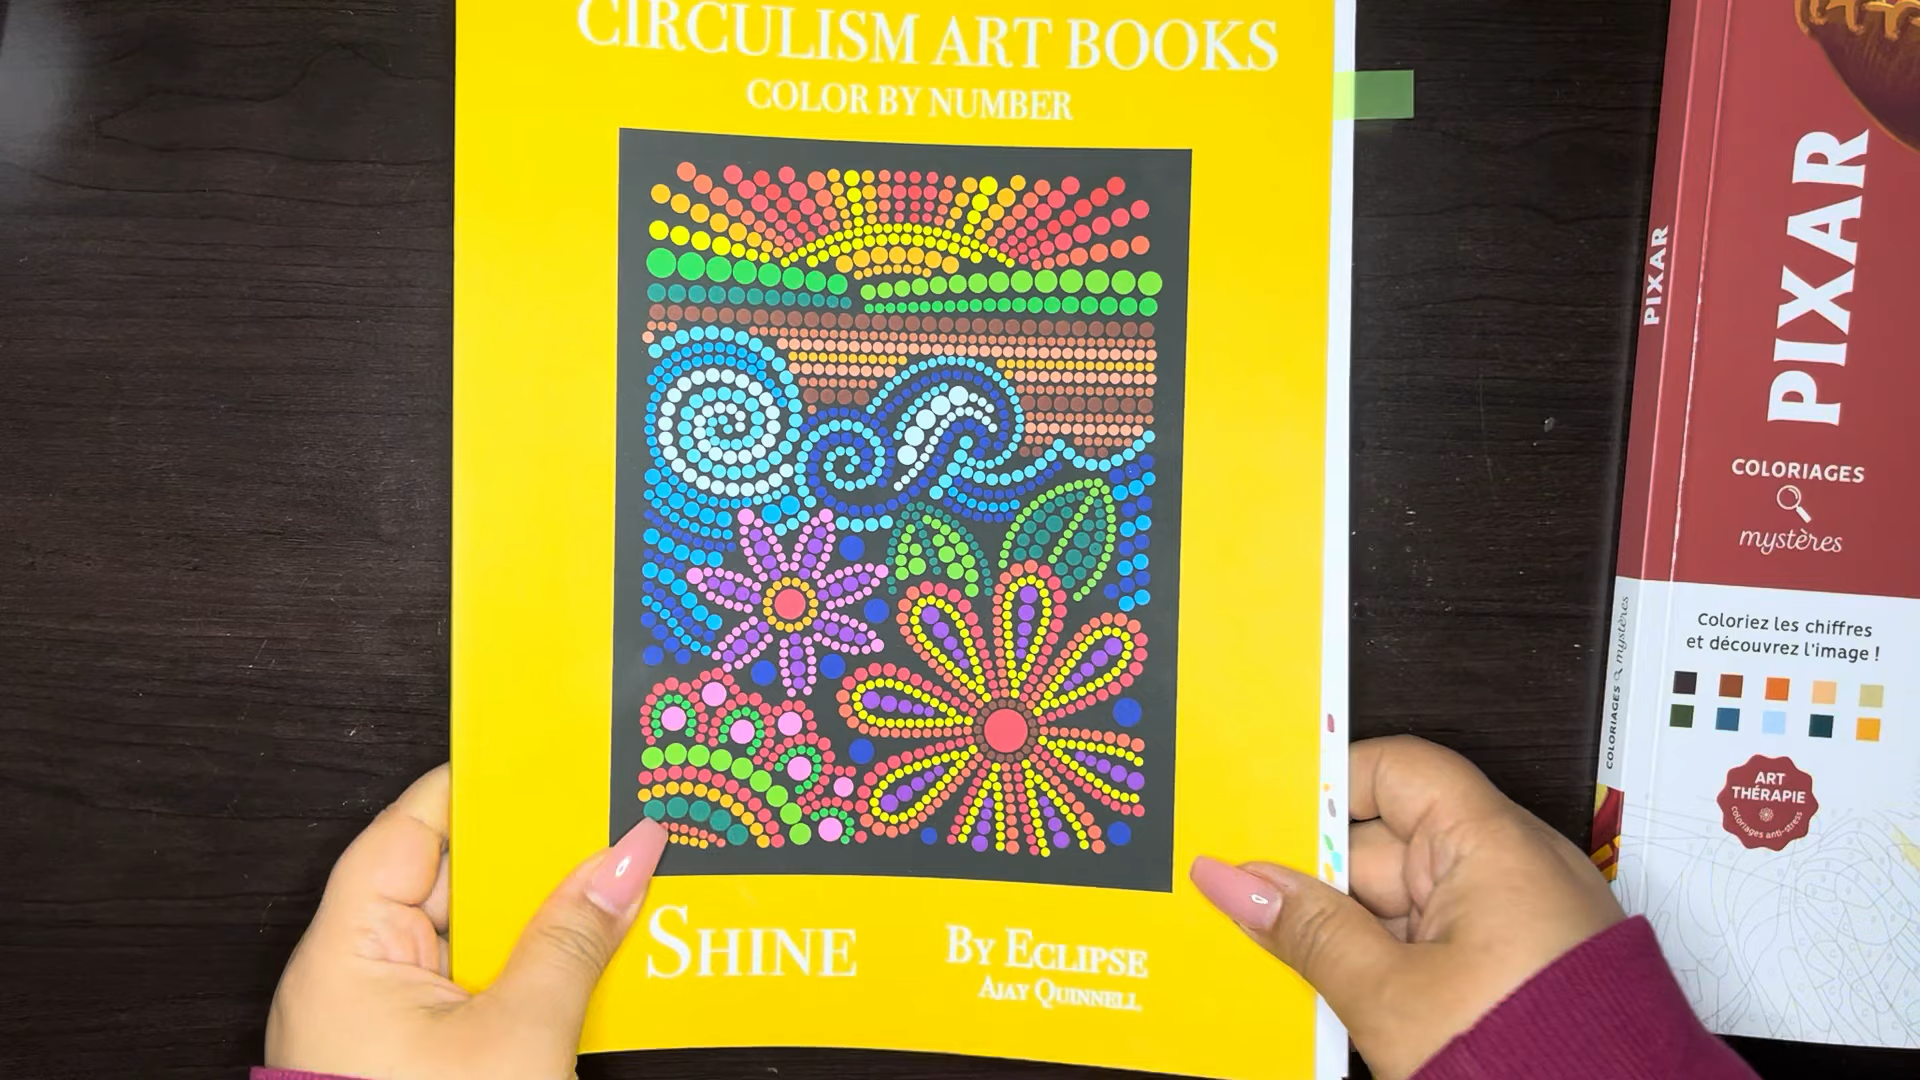 CIRCULISM ART BOOKS
COLOR BY NUMBER
SHINE
BY ECLIPSE
AJAY QUINNELL
PIXAR
COLORIAGES mystères
PIXAR
COLORIAGES
mystères
Coloriez les chiffres
et découvrez l'image !
ART
THÉRAPIE
coloriages anti-stress